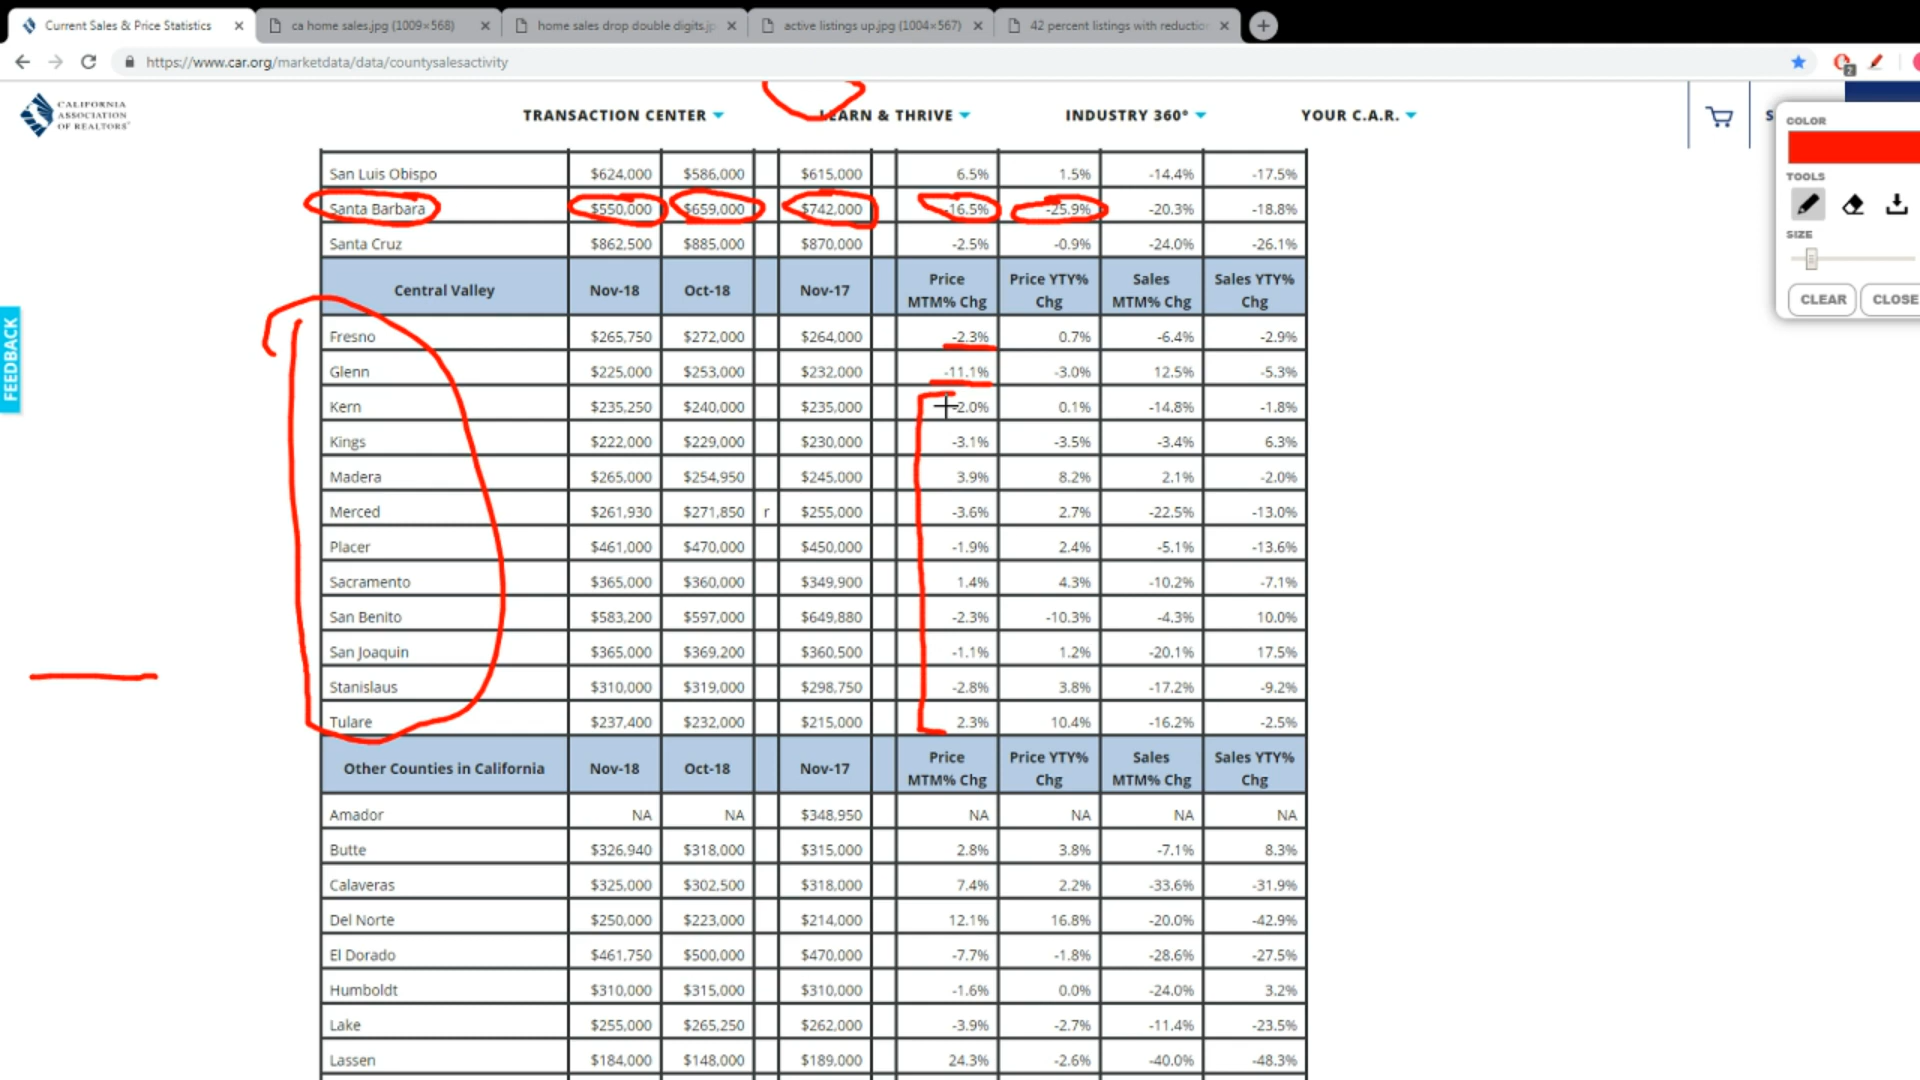 Current Sales & Price Statistics
ca home sales.jpg (1009×568)
home sales drop double digits.jp
active listings up.jpg (1004×567)
42 percent listings with reductio
https://www.car.org/marketdata/data/countysalesactivity
2
CALIFORNIA
ASSOCIATION
OF REALTORS®
TRANSACTION CENTER
LEARN & THRIVE
INDUSTRY 360°
YOUR C.A.R.
S
COLOR
TOOLS
SIZE
CLEAR
CLOSE
FEEDBACK
San Luis Obispo $624,000 $586,000 $615,000 6.5% 1.5% -14.4% -17.5%
Santa Barbara $550,000 $659,000 $742,000 -16.5% -25.9% -20.3% -18.8%
Santa Cruz $862,500 $885,000 $870,000 -2.5% -0.9% -24.0% -26.1%
Central Valley Nov-18 Oct-18 Nov-17 Price MTM% Chg Price YTY% Chg Sales MTM% Chg Sales YTY% Chg
Fresno $265,750 $272,000 $264,000 -2.3% 0.7% -6.4% -2.9%
Glenn $225,000 $253,000 $232,000 -11.1% -3.0% 12.5% -5.3%
Kern $235,250 $240,000 $235,000 -2.0% 0.1% -14.8% -1.8%
Kings $222,000 $229,000 $230,000 -3.1% -3.5% -3.4% 6.3%
Madera $265,000 $254,950 $245,000 3.9% 8.2% 2.1% -2.0%
Merced $261,930 $271,850 r $255,000 -3.6% 2.7% -22.5% -13.0%
Placer $461,000 $470,000 $450,000 -1.9% 2.4% -5.1% -13.6%
Sacramento $365,000 $360,000 $349,900 1.4% 4.3% -10.2% -7.1%
San Benito $583,200 $597,000 $649,880 -2.3% -10.3% -4.3% 10.0%
San Joaquin $365,000 $369,200 $360,500 -1.1% 1.2% -20.1% 17.5%
Stanislaus $310,000 $319,000 $298,750 -2.8% 3.8% -17.2% -9.2%
Tulare $237,400 $232,000 $215,000 2.3% 10.4% -16.2% -2.5%
Other Counties in California Nov-18 Oct-18 Nov-17 Price MTM% Chg Price YTY% Chg Sales MTM% Chg Sales YTY% Chg
Amador NA NA $348,950 NA NA NA NA
Butte $326,940 $318,000 $315,000 2.8% 3.8% -7.1% 8.3%
Calaveras $325,000 $302,500 $318,000 7.4% 2.2% -33.6% -31.9%
Del Norte $250,000 $223,000 $214,000 12.1% 16.8% -20.0% -42.9%
El Dorado $461,750 $500,000 $470,000 -7.7% -1.8% -28.6% -27.5%
Humboldt $310,000 $315,000 $310,000 -1.6% 0.0% -24.0% 3.2%
Lake $255,000 $265,250 $262,000 -3.9% -2.7% -11.4% -23.5%
Lassen $184,000 $148,000 $189,000 24.3% -2.6% -40.0% -48.3%